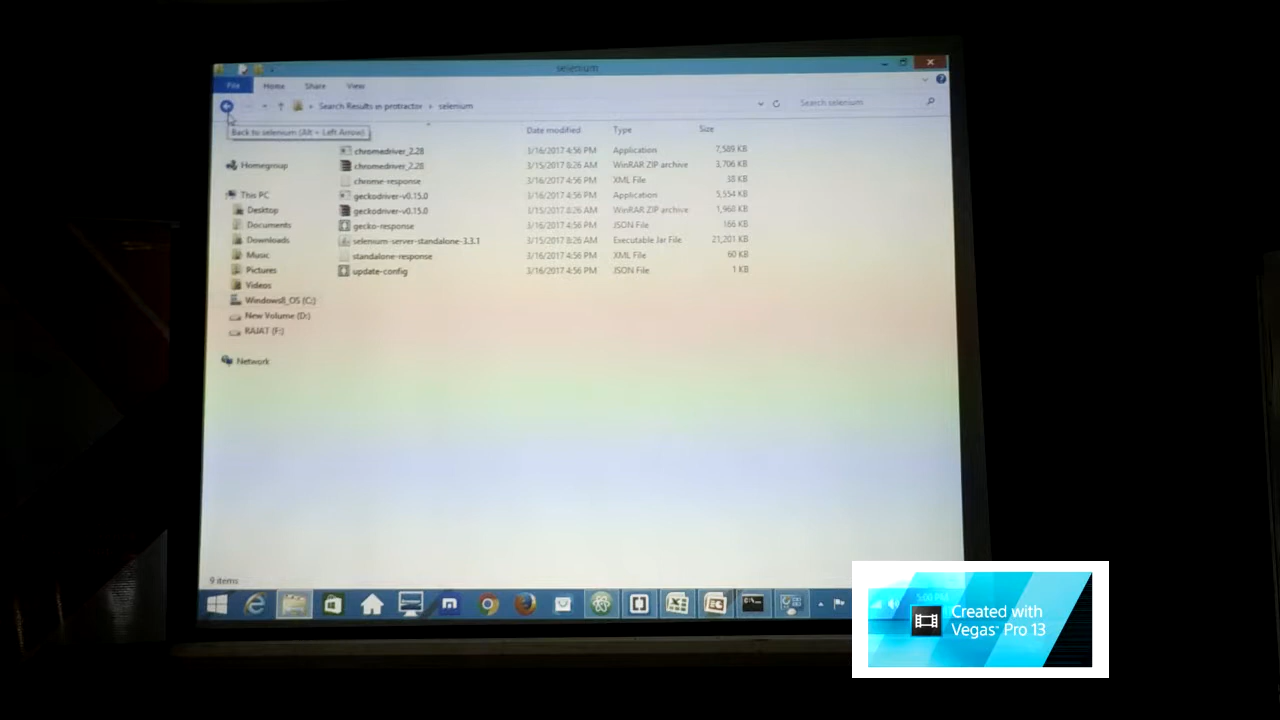 selenium
File Home Share View
Search Results in protractor selenium Search selenium
Back to selenium (Alt + Left Arrow)
Date modified Type Size
chromedriver_2.28 3/16/2017 4:56 PM Application 7,589 KB
chromedriver_2.28 3/15/2017 8:26 AM WinRAR ZIP archive 3,706 KB
chrome-response 3/16/2017 4:56 PM XML File 38 KB
geckodriver-v0.15.0 3/16/2017 4:56 PM Application 5,554 KB
geckodriver-v0.15.0 3/15/2017 8:26 AM WinRAR ZIP archive 1,968 KB
gecko-response 3/16/2017 4:56 PM JSON File 166 KB
selenium-server-standalone-3.3.1 3/15/2017 8:26 AM Executable Jar File 21,201 KB
standalone-response 3/16/2017 4:56 PM XML File 60 KB
update-config 3/16/2017 4:56 PM JSON File 1 KB
Homegroup
This PC
Desktop
Documents
Downloads
Music
Pictures
Videos
Windows8_OS (C:)
New Volume (D:)
RAJAT (F:)
Network
9 items
5:00 PM
Created with
Vegas™ Pro 13